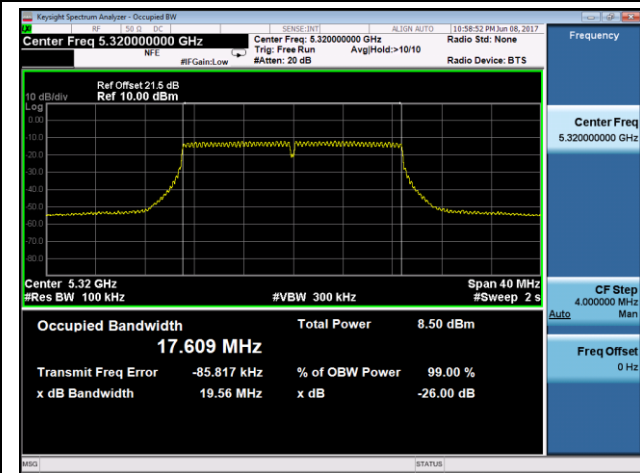 Keysight Spectrum Analyzer - Occupied BW
RF 50 Ω DC SENSE:INT ALIGN AUTO 10:58:52 PM Jun 08, 2017
Center Freq 5.320000000 GHz
NFE
#IFGain:Low
Center Freq: 5.320000000 GHz
Trig: Free Run Avg|Hold:>10/10
#Atten: 20 dB
Radio Std: None
Radio Device: BTS
Frequency
Ref Offset 21.5 dB
10 dB/div Ref 10.00 dBm
Log
0.00
-10.0
-20.0
-30.0
-40.0
-50.0
-60.0
-70.0
-80.0
Center 5.32 GHz Span 40 MHz
#Res BW 100 kHz #VBW 300 kHz #Sweep 2 s
Occupied Bandwidth Total Power 8.50 dBm
17.609 MHz
Transmit Freq Error -85.817 kHz % of OBW Power 99.00 %
x dB Bandwidth 19.56 MHz x dB -26.00 dB
Center Freq
5.320000000 GHz
CF Step
4.000000 MHz
Auto Man
Freq Offset
0 Hz
MSG STATUS